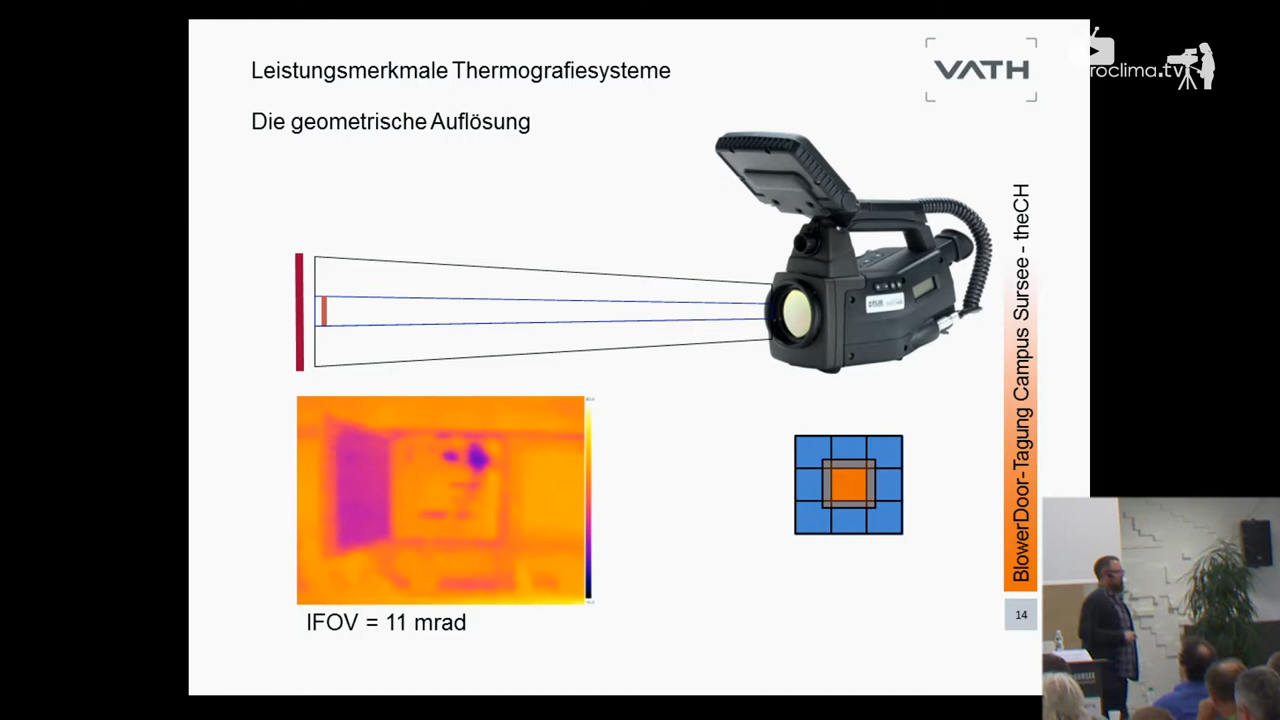 Leistungsmerkmale Thermografiesysteme
VATH
roclima.tv
Die geometrische Auflösung
BlowerDoor-Tagung Campus Sursee - theCH
IFOV = 11 mrad
14